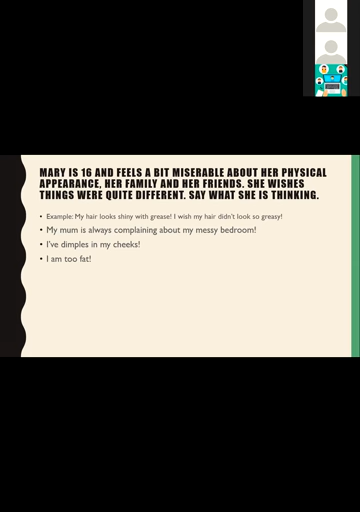 MARY IS 16 AND FEELS A BIT MISERABLE ABOUT HER PHYSICAL
APPEARANCE, HER FAMILY AND HER FRIENDS. SHE WISHES
THINGS WERE QUITE DIFFERENT. SAY WHAT SHE IS THINKING.
• Example: My hair looks shiny with grease! I wish my hair didn't look so greasy!
• My mum is always complaining about my messy bedroom!
• I've dimples in my cheeks!
• I am too fat!